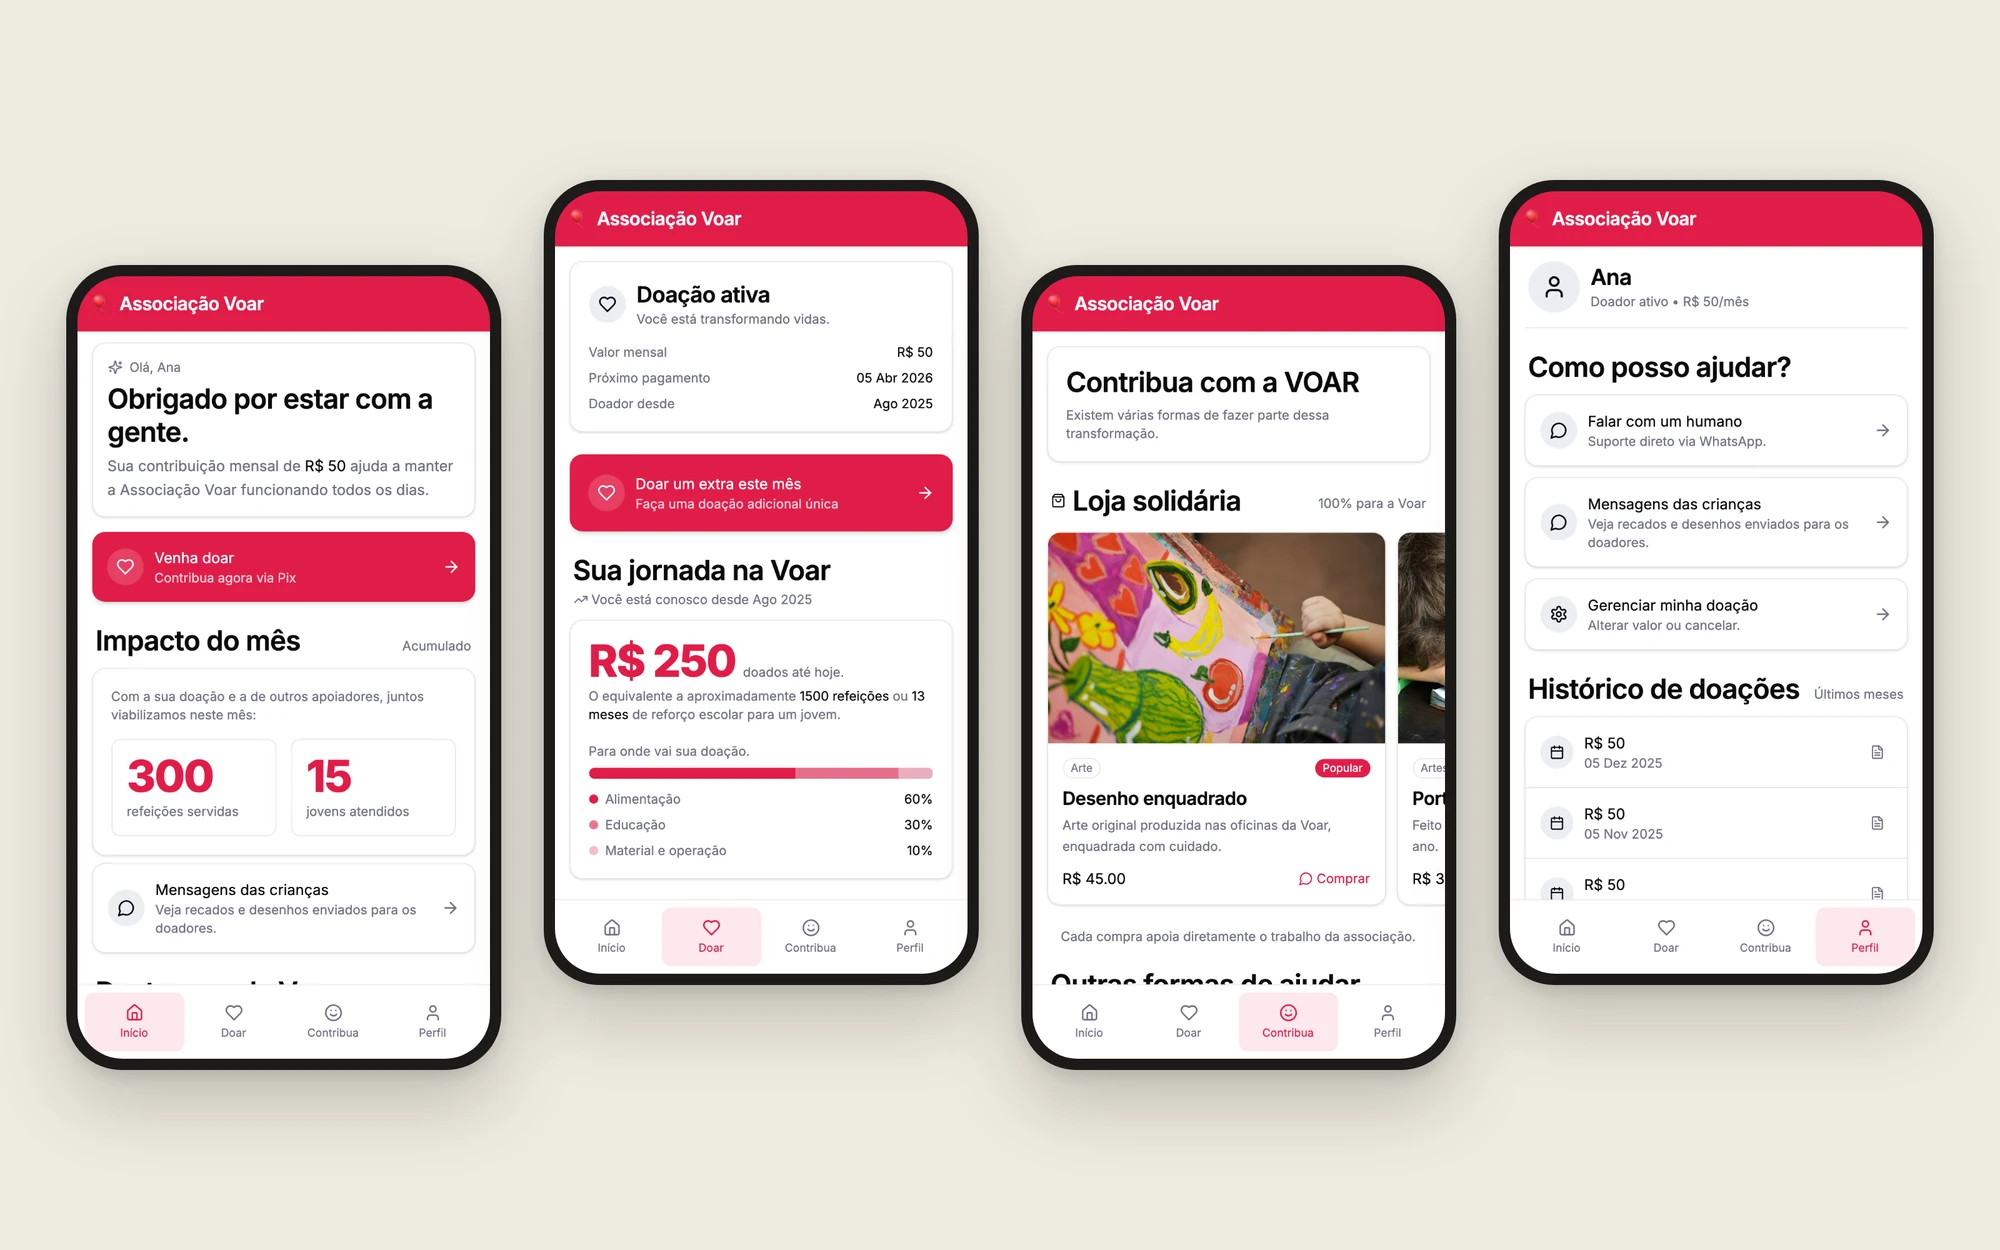 Associação Voar
Olá, Ana
Obrigado por estar com a
gente.
Sua contribuição mensal de R$ 50 ajuda a manter
a Associação Voar funcionando todos os dias.
Venha doar
Contribua agora via Pix
Impacto do mês
Acumulado
Com a sua doação e a de outros apoiadores, juntos
viabilizamos neste mês:
300
refeições servidas
15
jovens atendidos
Mensagens das crianças
Veja recados e desenhos enviados para os
doadores.
Início
Doar
Contribua
Perfil
Associação Voar
Doação ativa
Você está transformando vidas.
Valor mensal R$ 50
Próximo pagamento 05 Abr 2026
Doador desde Ago 2025
Doar um extra este mês
Faça uma doação adicional única
Sua jornada na Voar
Você está conosco desde Ago 2025
R$ 250 doados até hoje.
O equivalente a aproximadamente 1500 refeições ou 13
meses de reforço escolar para um jovem.
Para onde vai sua doação.
Alimentação 60%
Educação 30%
Material e operação 10%
Início
Doar
Contribua
Perfil
Associação Voar
Contribua com a VOAR
Existem várias formas de fazer parte dessa
transformação.
Loja solidária
100% para a Voar
Arte
Popular
Desenho enquadrado
Arte original produzida nas oficinas da Voar,
enquadrada com cuidado.
R$ 45.00
Comprar
Artes
Port
Feito
ano.
R$ 3
Cada compra apoia diretamente o trabalho da associação.
Outras formas de ajudar
Início
Doar
Contribua
Perfil
Associação Voar
Ana
Doador ativo • R$ 50/mês
Como posso ajudar?
Falar com um humano
Suporte direto via WhatsApp.
Mensagens das crianças
Veja recados e desenhos enviados para os
doadores.
Gerenciar minha doação
Alterar valor ou cancelar.
Histórico de doações
Últimos meses
R$ 50
05 Dez 2025
R$ 50
05 Nov 2025
R$ 50
Início
Doar
Contribua
Perfil